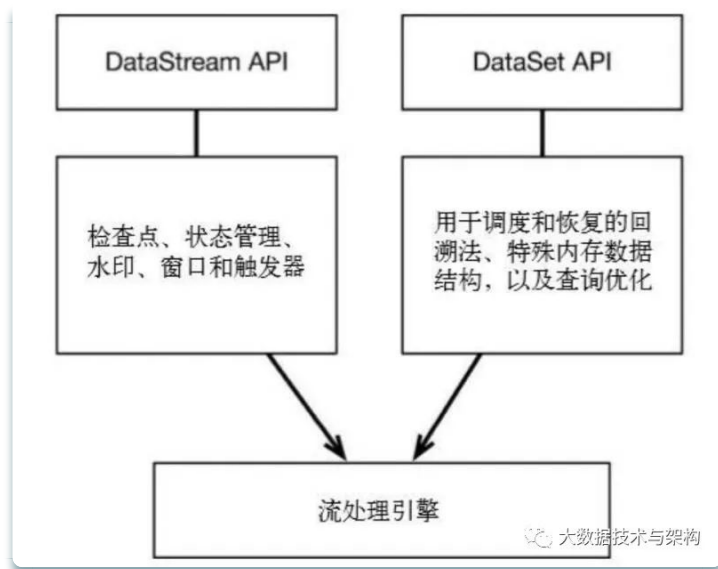 DataStream API
DataSet API
检查点、状态管理、
水印、窗口和触发器
用于调度和恢复的回
溯法、特殊内存数据
结构，以及查询优化
流处理引擎
大数据技术与架构